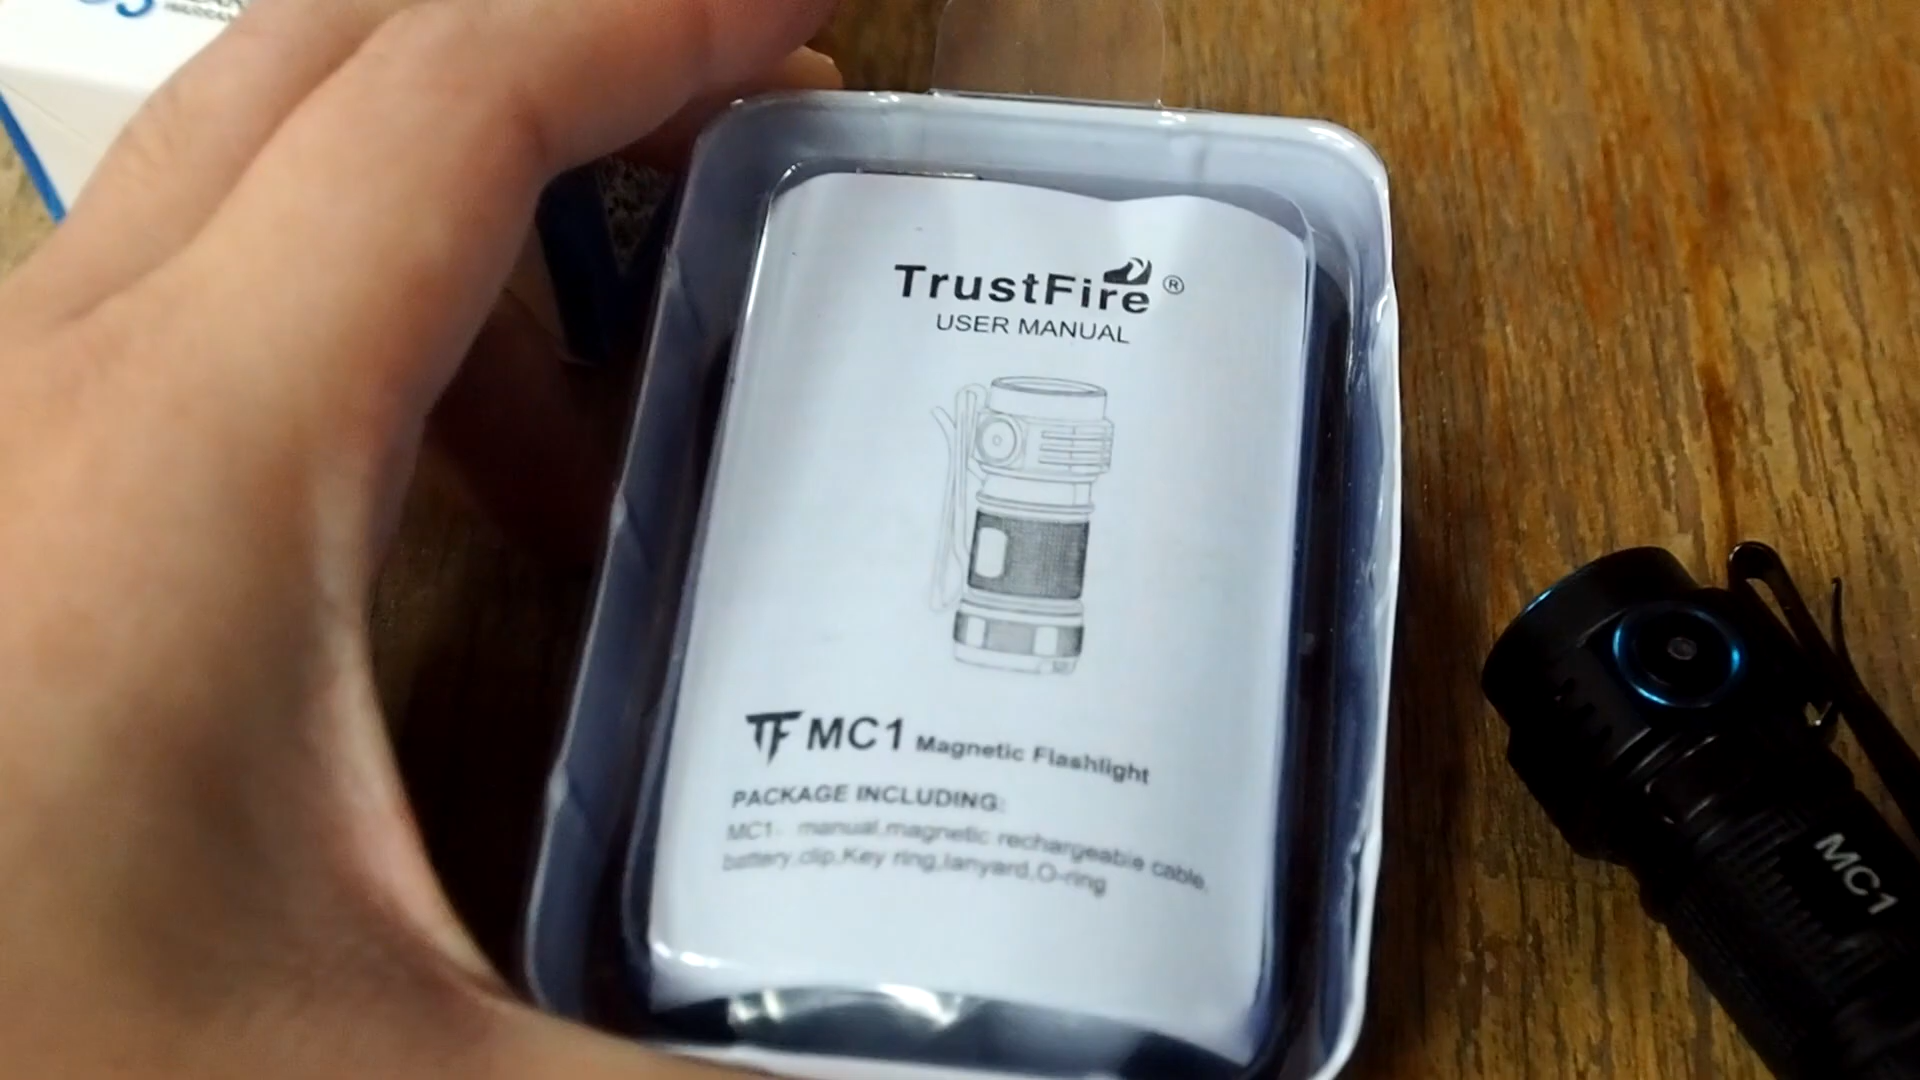 TrustFire ®
USER MANUAL
TF MC1 Magnetic Flashlight
PACKAGE INCLUDING:
MC1, manual,magnetic rechargeable cable,
battery,clip,Key ring,lanyard,O-ring
MC1